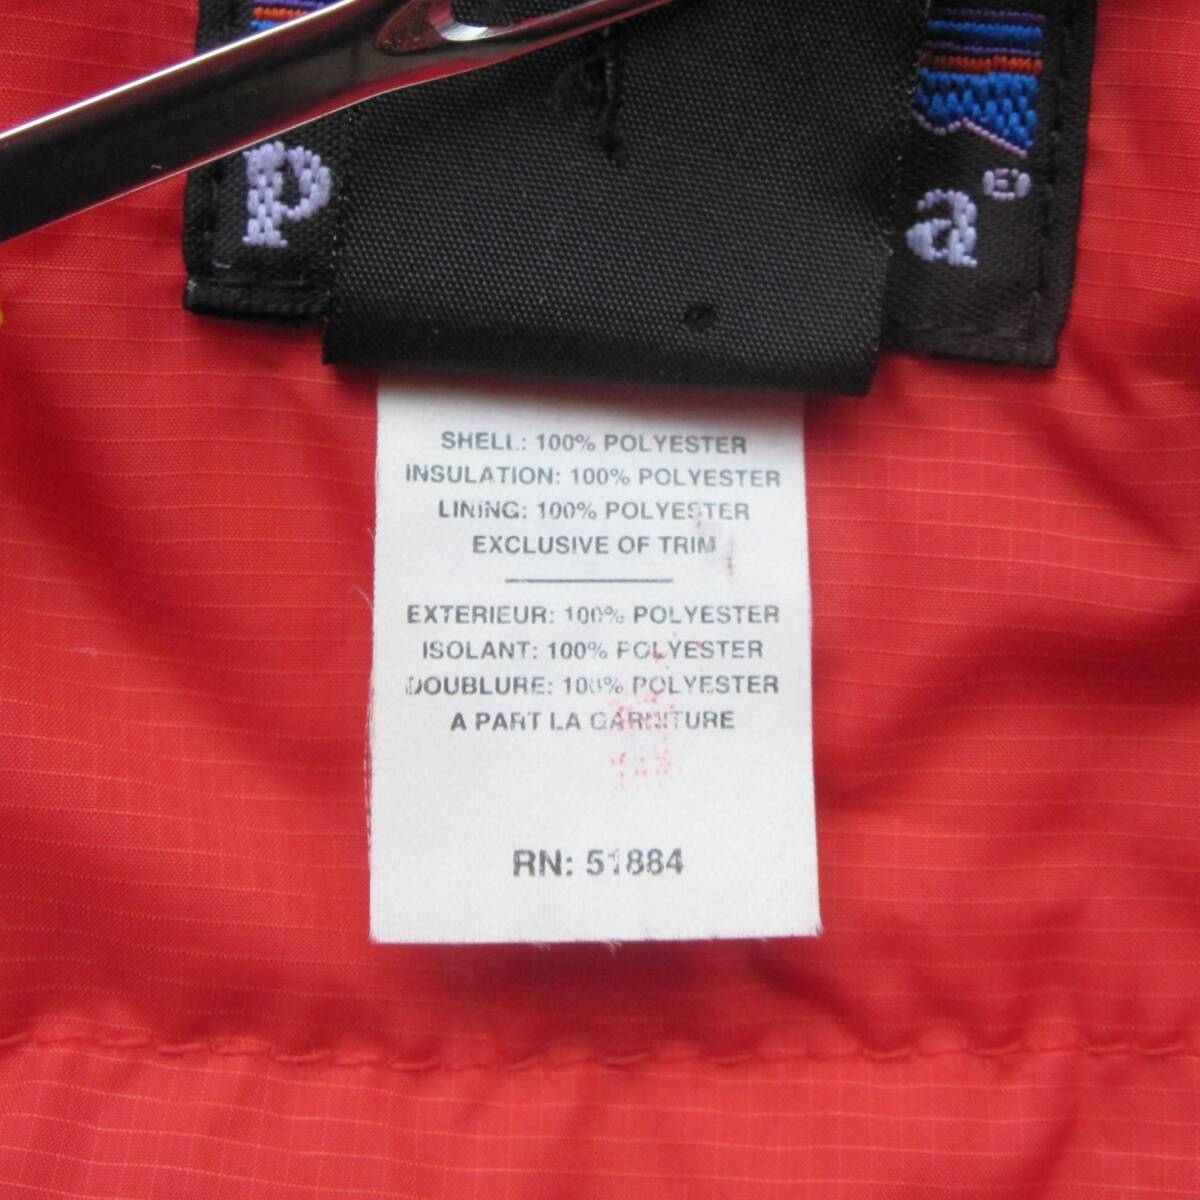 p a®
SHELL: 100% POLYESTER
INSULATION: 100% POLYESTER
LINING: 100% POLYESTER
EXCLUSIVE OF TRIM
EXTERIEUR: 100% POLYESTER
ISOLANT: 100% POLYESTER
DOUBLURE: 100% POLYESTER
A PART LA GARNITURE
RN: 51884